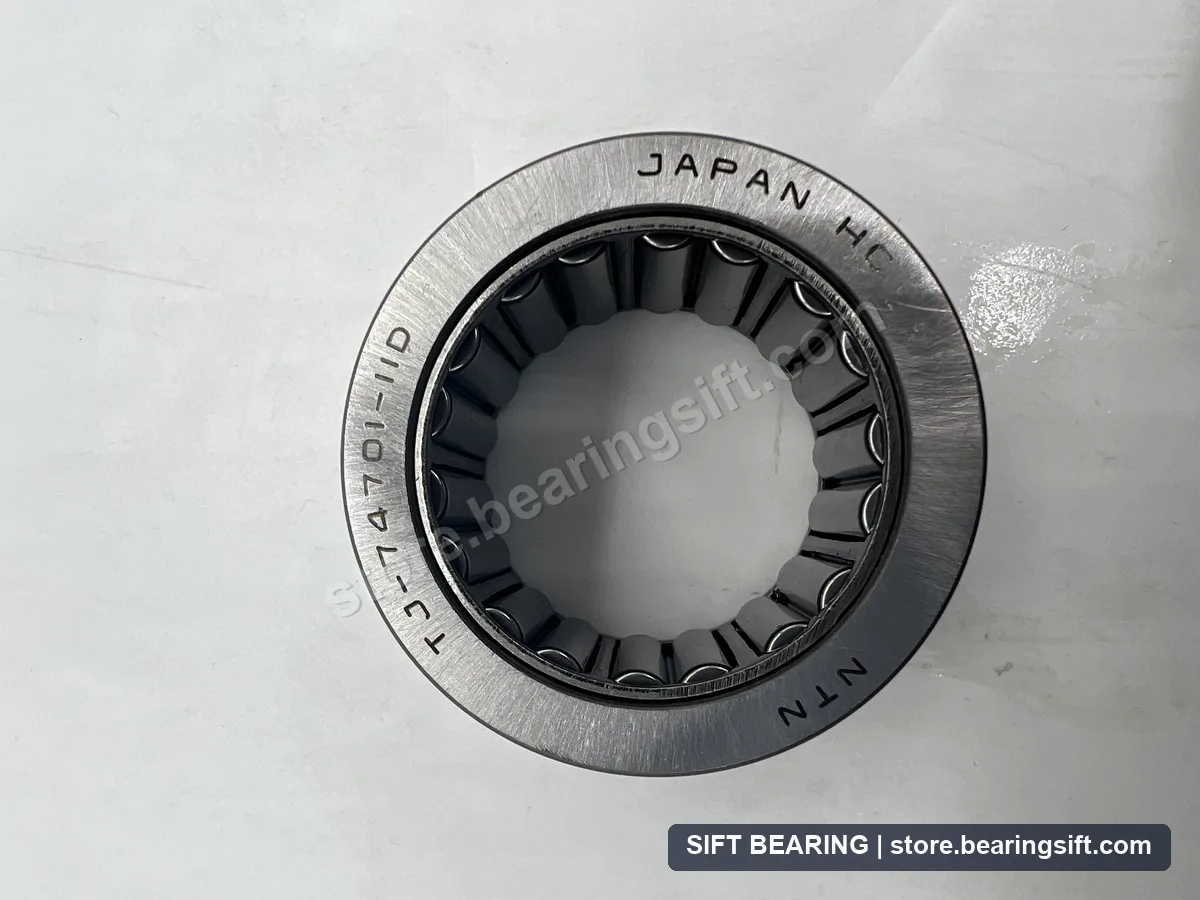 JAPAN HC
TJ-74701-11D
NTN
store.bearingsift.com
SIFT BEARING | store.bearingsift.com